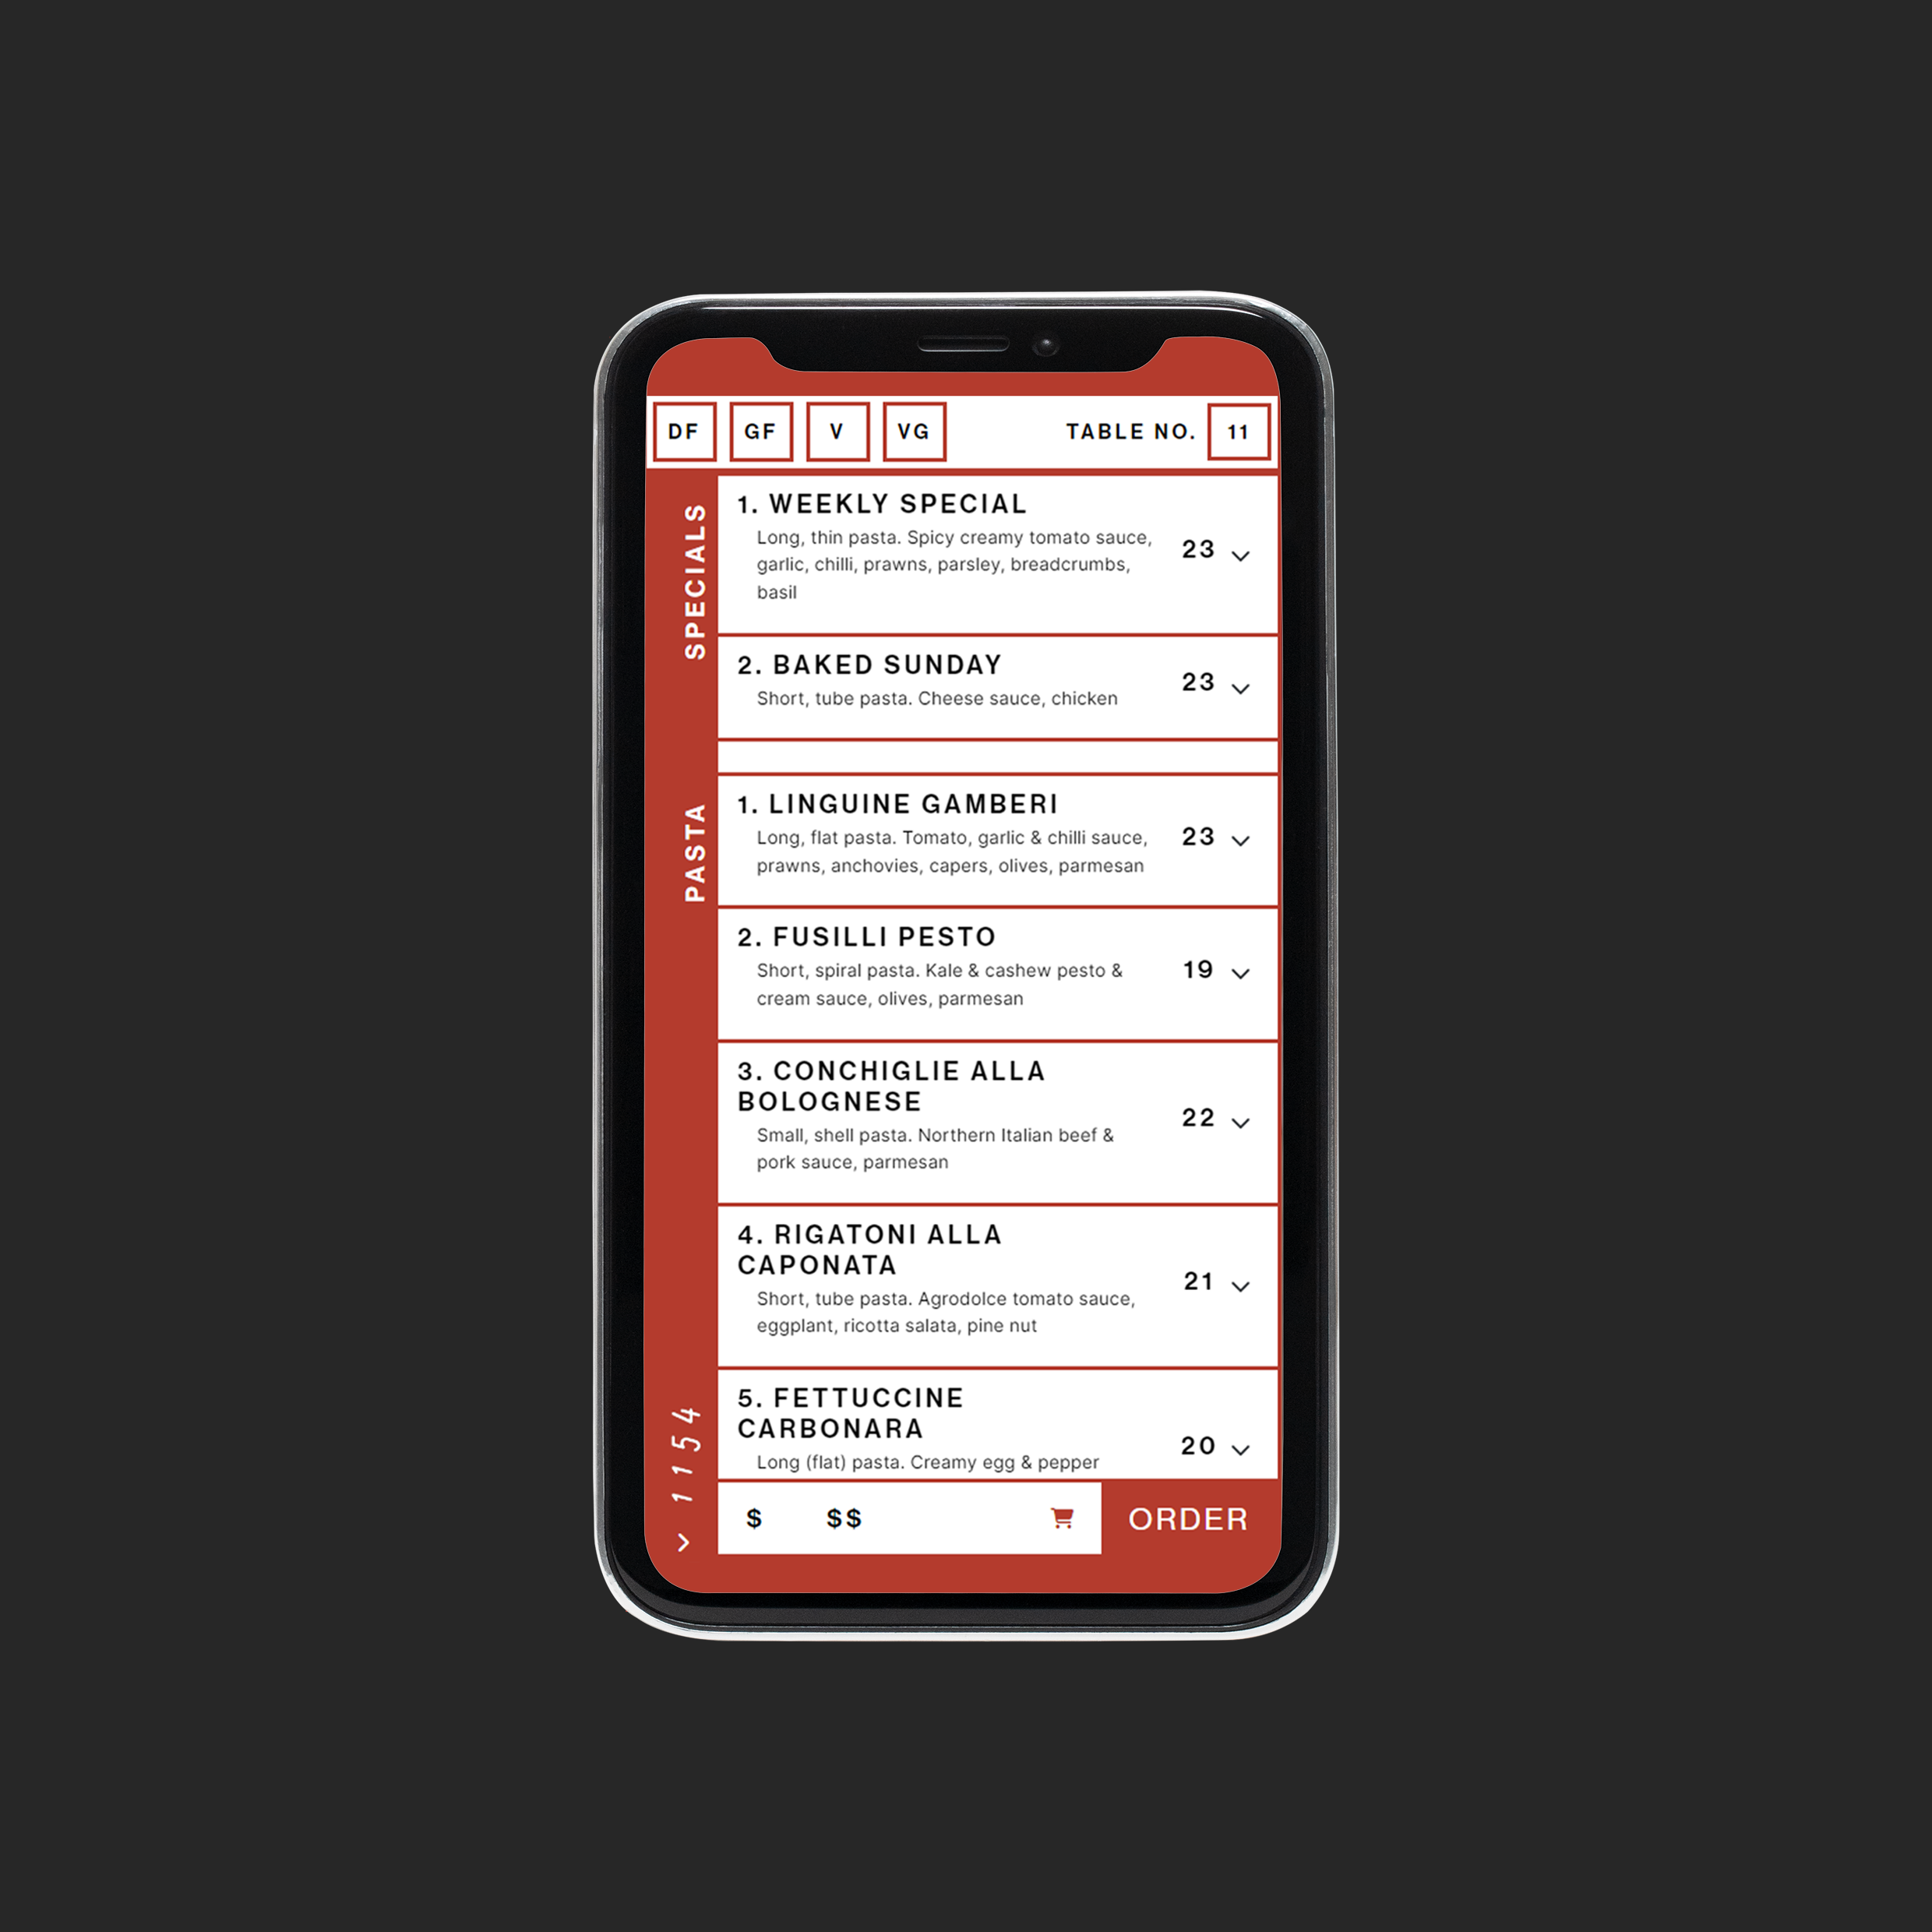 DF GF V VG TABLE NO. 11
SPECIALS
1. WEEKLY SPECIAL
Long, thin pasta. Spicy creamy tomato sauce,
garlic, chilli, prawns, parsley, breadcrumbs,
basil
23
2. BAKED SUNDAY
Short, tube pasta. Cheese sauce, chicken
23
PASTA
1. LINGUINE GAMBERI
Long, flat pasta. Tomato, garlic & chilli sauce,
prawns, anchovies, capers, olives, parmesan
23
2. FUSILLI PESTO
Short, spiral pasta. Kale & cashew pesto &
cream sauce, olives, parmesan
19
3. CONCHIGLIE ALLA
BOLOGNESE
Small, shell pasta. Northern Italian beef &
pork sauce, parmesan
22
4. RIGATONI ALLA
CAPONATA
Short, tube pasta. Agrodolce tomato sauce,
eggplant, ricotta salata, pine nut
21
5. FETTUCCINE
CARBONARA
Long (flat) pasta. Creamy egg & pepper
20
1154
$ $$ ORDER